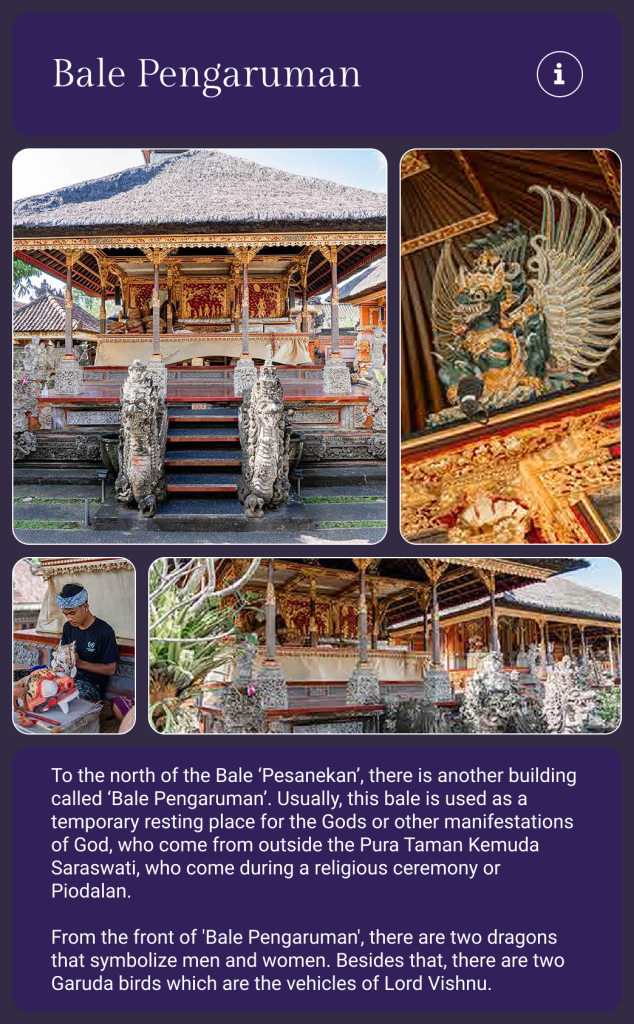 Bale Pengaruman
i
To the north of the Bale ‘Pesanekan’, there is another building
called ‘Bale Pengaruman’. Usually, this bale is used as a
temporary resting place for the Gods or other manifestations
of God, who come from outside the Pura Taman Kemuda
Saraswati, who come during a religious ceremony or
Piodalan.
From the front of 'Bale Pengaruman', there are two dragons
that symbolize men and women. Besides that, there are two
Garuda birds which are the vehicles of Lord Vishnu.